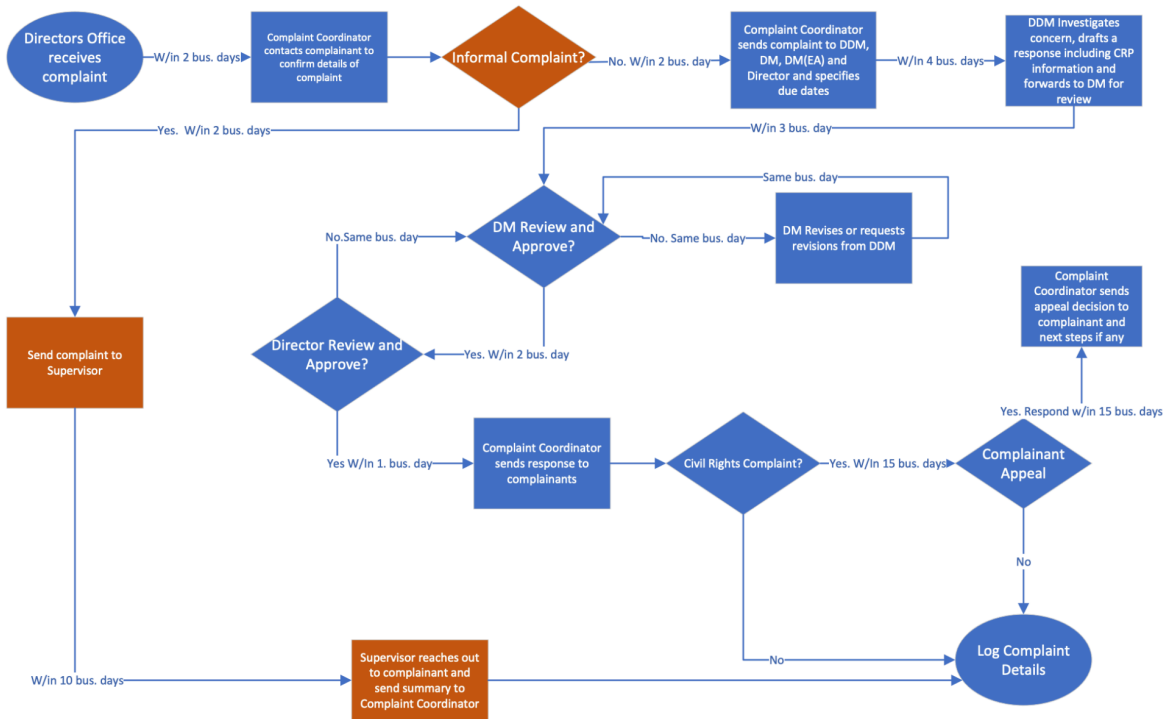 Directors Office
receives
complaint
W/in 2 bus. days
Complaint Coordinator
contacts complainant to
confirm details of
complaint
Informal Complaint?
No. W/in 2 bus. day
Complaint Coordinator
sends complaint to DDM,
DM, DM(EA) and
Director and specifies
due dates
W/In 4 bus. days
DDM Investigates
concern, drafts a
response including CRP
information and
forwards to DM for
review
Yes.  W/in 2 bus. days
W/in 3 bus. day
Same bus. day
DM Review and
Approve?
No. Same bus. day
DM Revises or requests
revisions from DDM
No.Same bus. day
Complaint
Coordinator sends
appeal decision to
complainant and
next steps if any
Send complaint to
Supervisor
Director Review and
Approve?
Yes. W/in 2 bus. day
Yes. Respond w/in 15 bus. days
Yes W/In 1. bus. day
Complaint Coordinator
sends response to
complainants
Civil Rights Complaint?
Yes. W/In 15 bus. days
Complainant
Appeal
No
No
Log Complaint
Details
W/in 10 bus. days
Supervisor reaches out
to complainant and
send summary to
Complaint Coordinator